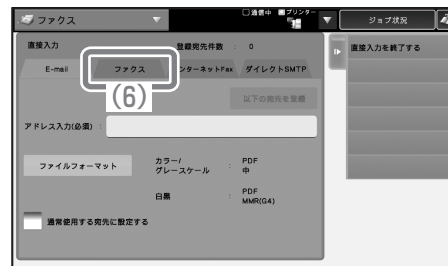 ファクス
通信中
プリンター
ジョブ状況
直接入力
登録宛先件数 : 0
直接入力を終了する
E-mail
ファクス
ンターネットFax
ダイレクトSMTP
(6)
以下の宛先を登録
アドレス入力(必須) :
ファイルフォーマット
カラー/
グレースケール : PDF
中
白黒 : PDF
MMR(G4)
通常使用する宛先に設定する